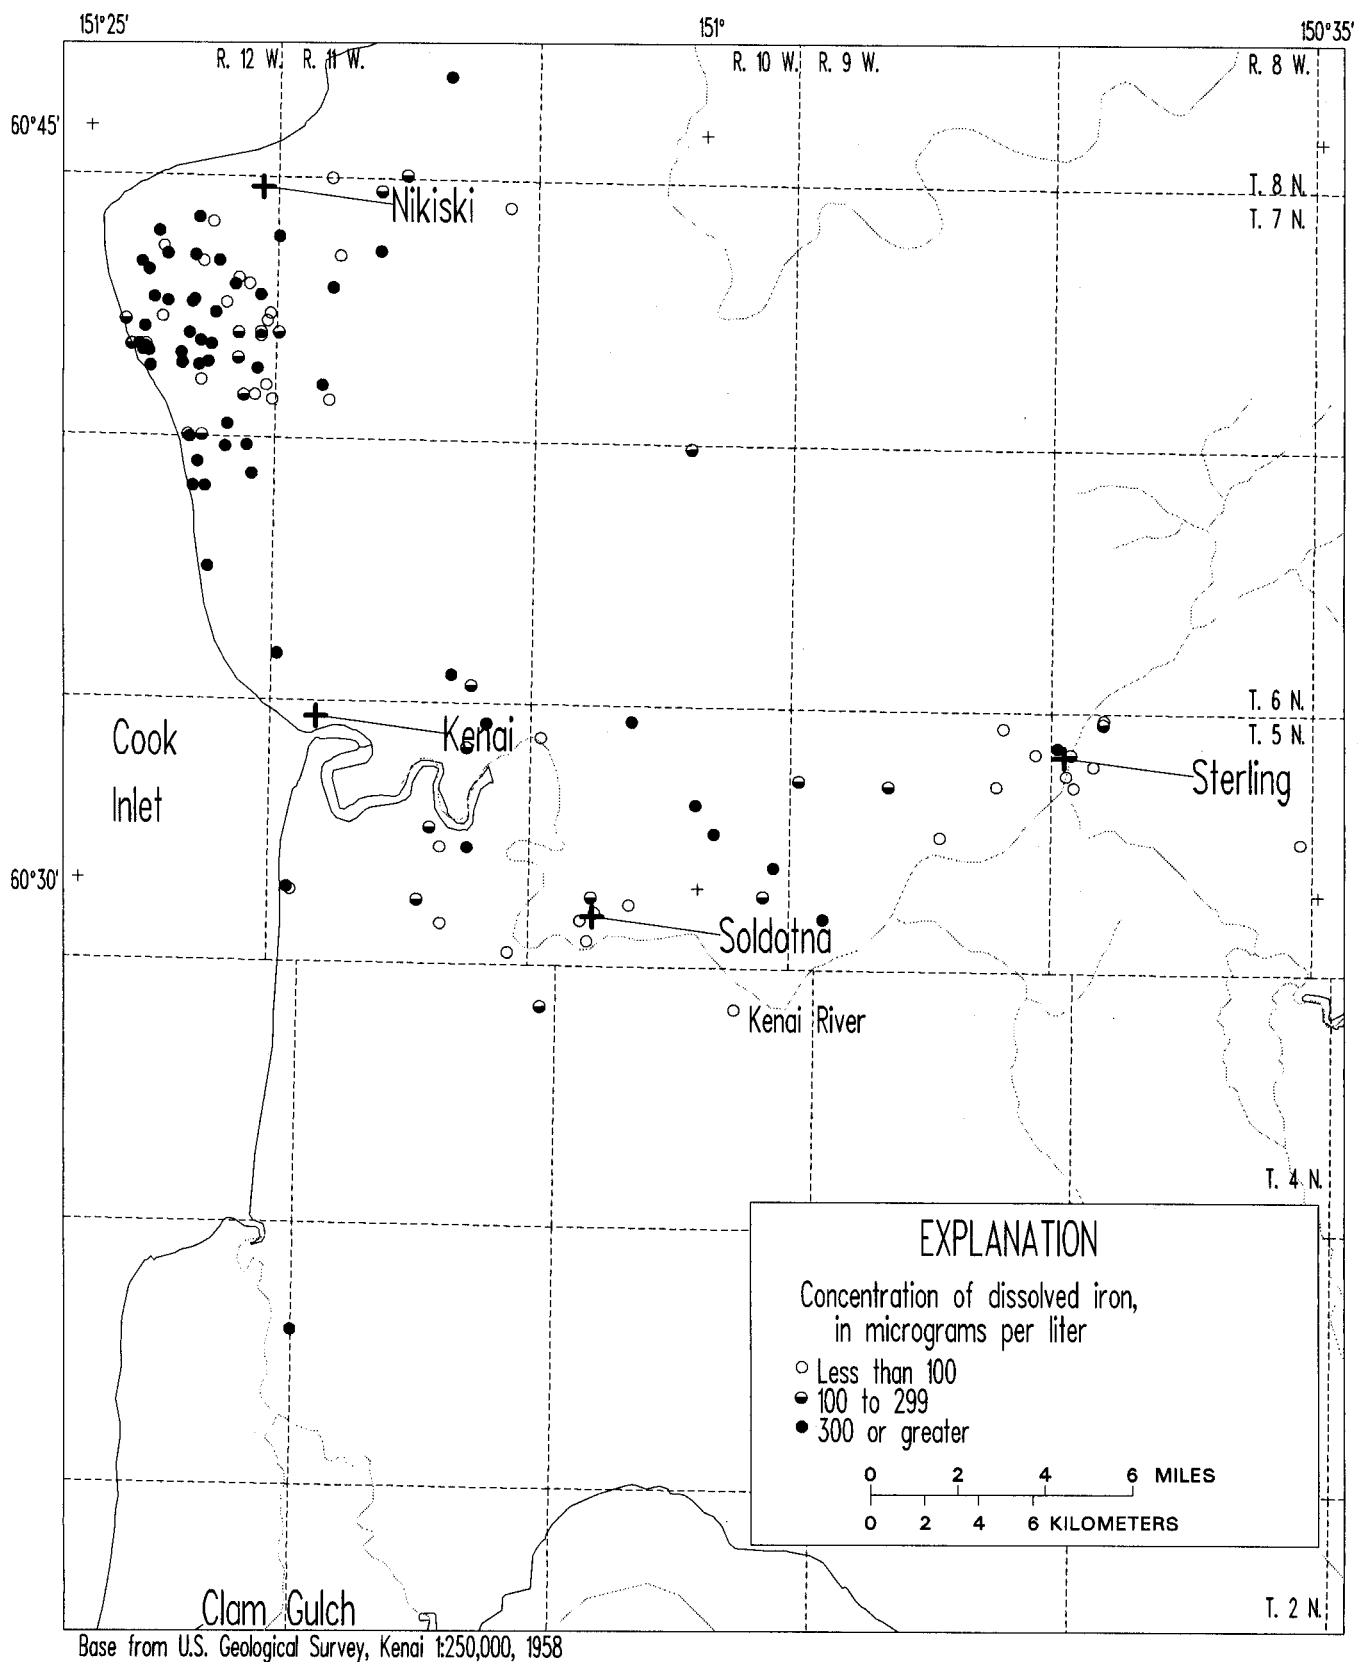 151°25' 151° 150°35'
R. 12 W. R. 11 W. R. 10 W. R. 9 W. R. 8 W.
60°45'
T. 8 N.
Nikiski
T. 7 N.
T. 6 N.
Kenai
T. 5 N.
Cook
Inlet
Sterling
60°30'
Soldotna
Kenai River
T. 4 N.
EXPLANATION
Concentration of dissolved iron,
in micrograms per liter
Less than 100
100 to 299
300 or greater
0 2 4 6 MILES
0 2 4 6 KILOMETERS
Clam Gulch
T. 2 N.
Base from U.S. Geological Survey, Kenai 1:250,000, 1958